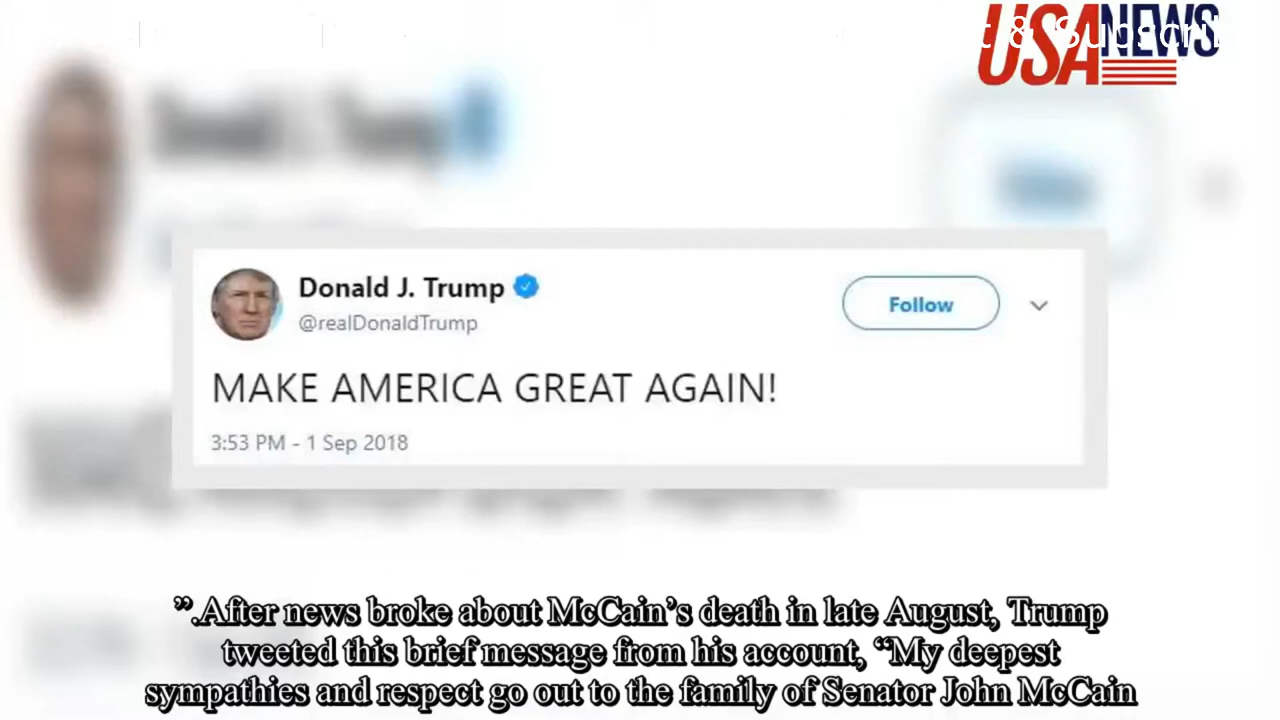 t & Subscri
USA NEWS
Donald J. Trump
Follow
@realDonaldTrump
MAKE AMERICA GREAT AGAIN!
3:53 PM - 1 Sep 2018
”.After news broke about McCain’s death in late August, Trump
tweeted this brief message from his account, “My deepest
sympathies and respect go out to the family of Senator John McCain